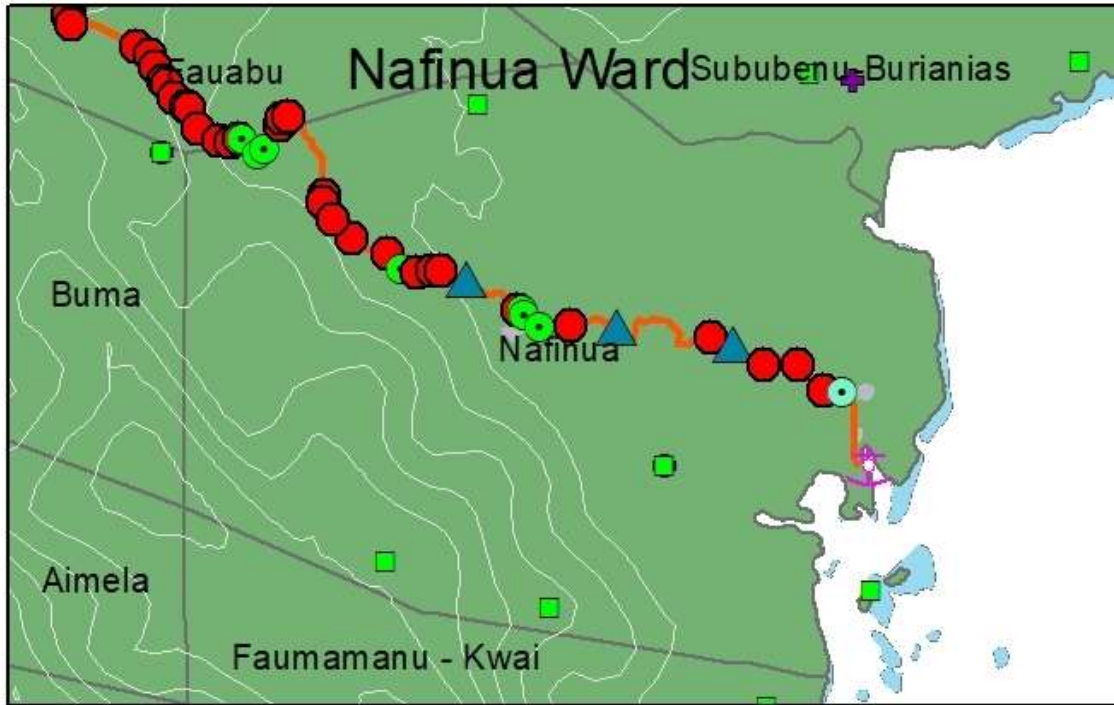 Nafinua Ward
Fauabu
Sububenu-Burianias
Buma
Nafinua
Aimela
Faumamanu - Kwai